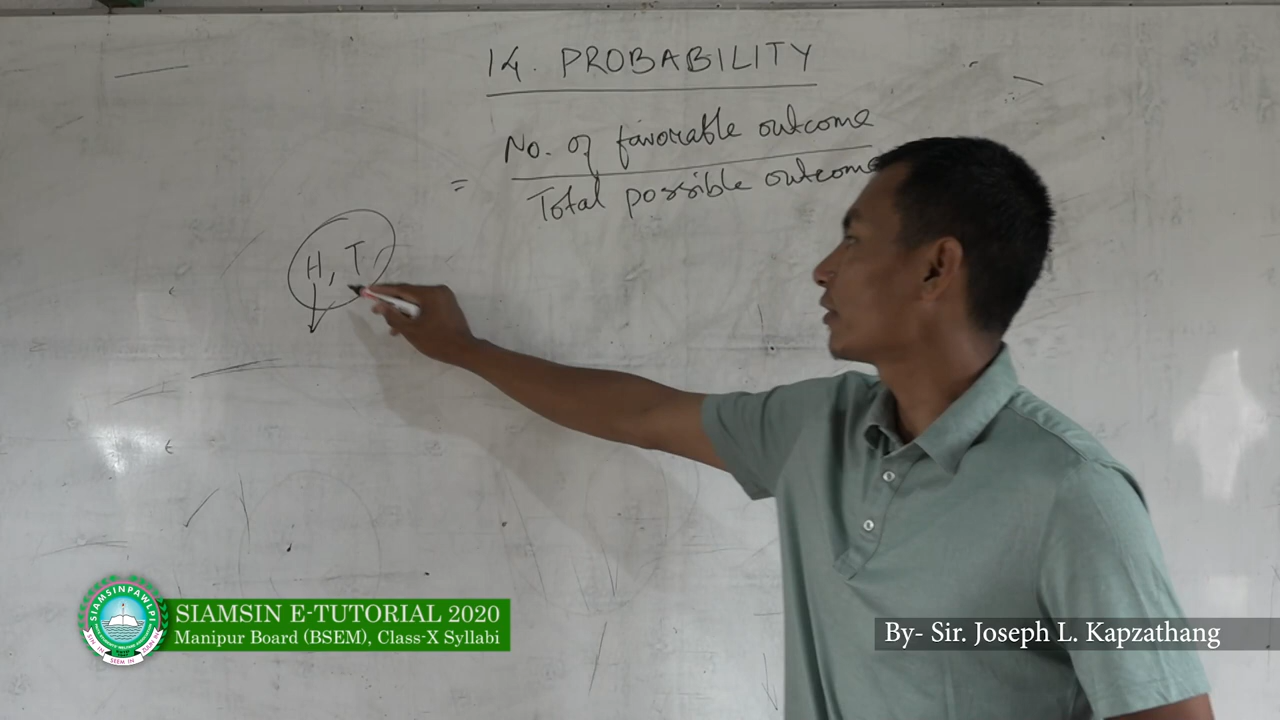 14. PROBABILITY
= No. of favorable outcome
Total possible outcome
H, T
SIAMSINPAWLPI
SIAMSIN E-TUTORIAL 2020
Manipur Board (BSEM), Class-X Syllabi
By- Sir. Joseph L. Kapzathang